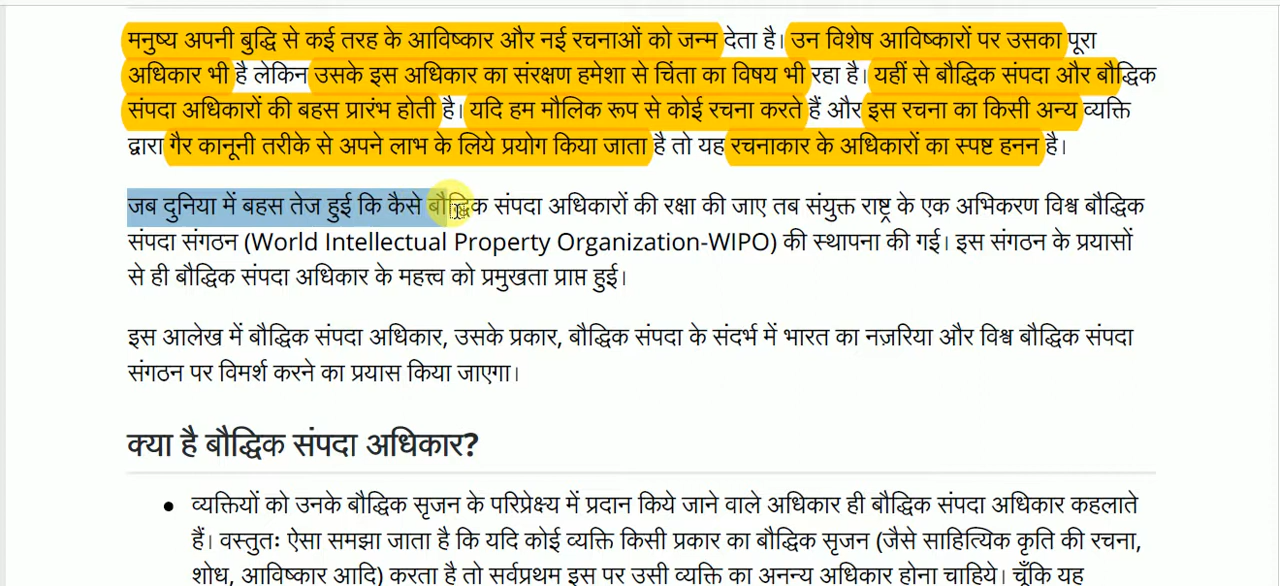 मनुष्य अपनी बुद्धि से कई तरह के आविष्कार और नई रचनाओं को जन्म देता है। उन विशेष आविष्कारों पर उसका पूरा
अधिकार भी है लेकिन उसके इस अधिकार का संरक्षण हमेशा से चिंता का विषय भी रहा है। यहीं से बौद्धिक संपदा और बौद्धिक
संपदा अधिकारों की बहस प्रारंभ होती है। यदि हम मौलिक रूप से कोई रचना करते हैं और इस रचना का किसी अन्य व्यक्ति
द्वारा गैर कानूनी तरीके से अपने लाभ के लिये प्रयोग किया जाता है तो यह रचनाकार के अधिकारों का स्पष्ट हनन है।
जब दुनिया में बहस तेज हुई कि कैसे बौद्धिक संपदा अधिकारों की रक्षा की जाए तब संयुक्त राष्ट्र के एक अभिकरण विश्व बौद्धिक
संपदा संगठन (World Intellectual Property Organization-WIPO) की स्थापना की गई। इस संगठन के प्रयासों
से ही बौद्धिक संपदा अधिकार के महत्त्व को प्रमुखता प्राप्त हुई।
इस आलेख में बौद्धिक संपदा अधिकार, उसके प्रकार, बौद्धिक संपदा के संदर्भ में भारत का नज़रिया और विश्व बौद्धिक संपदा
संगठन पर विमर्श करने का प्रयास किया जाएगा।
क्या है बौद्धिक संपदा अधिकार?
• व्यक्तियों को उनके बौद्धिक सृजन के परिप्रेक्ष्य में प्रदान किये जाने वाले अधिकार ही बौद्धिक संपदा अधिकार कहलाते
हैं। वस्तुतः ऐसा समझा जाता है कि यदि कोई व्यक्ति किसी प्रकार का बौद्धिक सृजन (जैसे साहित्यिक कृति की रचना,
शोध, आविष्कार आदि) करता है तो सर्वप्रथम इस पर उसी व्यक्ति का अनन्य अधिकार होना चाहिये। चूँकि यह